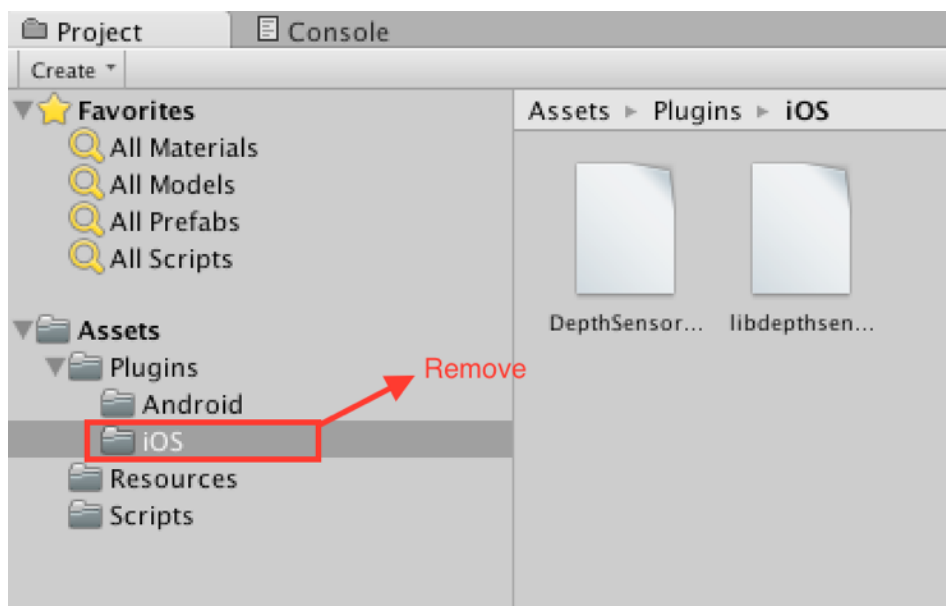 Project
Console
Create
Favorites
All Materials
All Models
All Prefabs
All Scripts
Assets
Plugins
Android
iOS
Resources
Scripts
Remove
Assets Plugins iOS
DepthSensor...
libdepthsen...